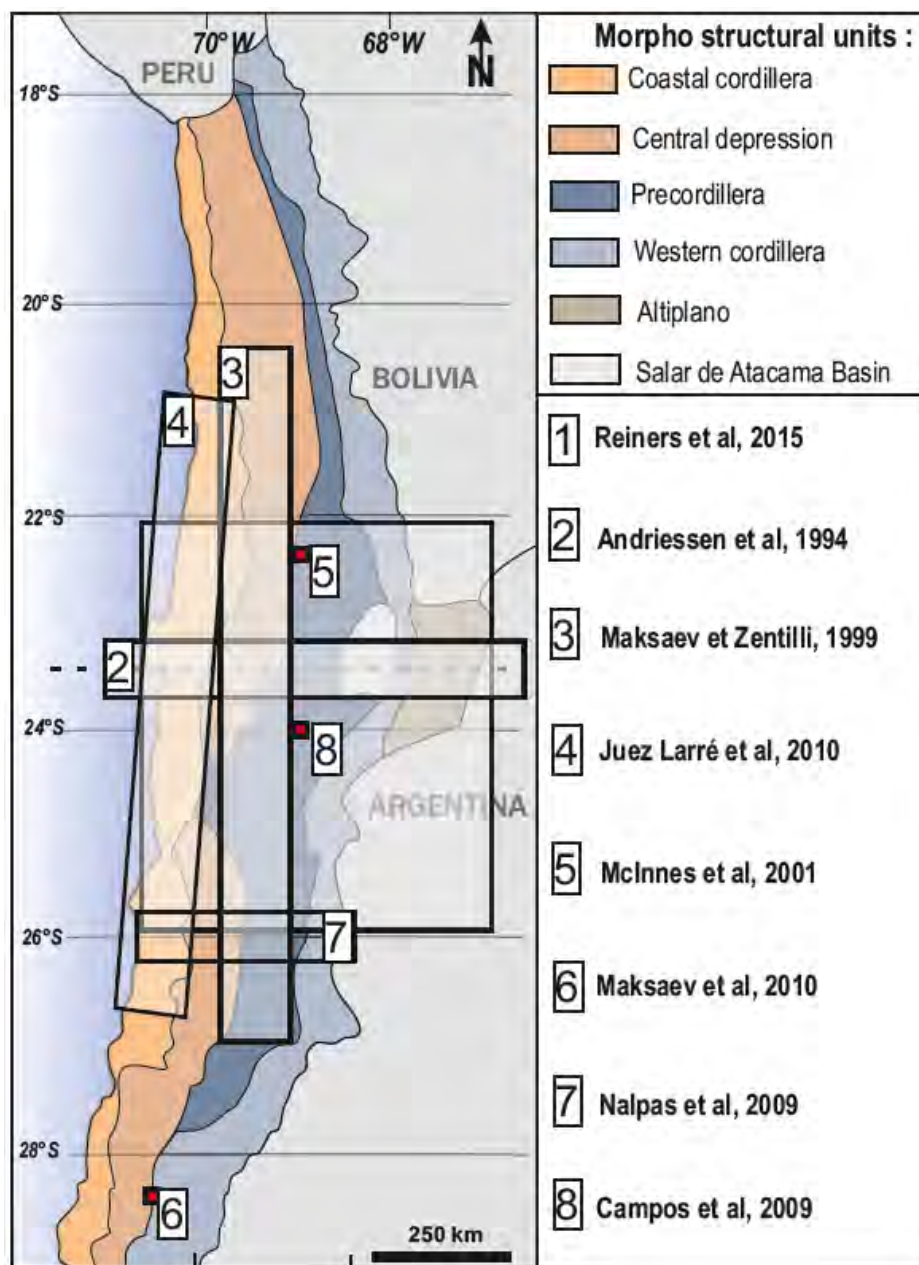 70°W
68°W
N
PERU
18°S
20°S
3
BOLIVIA
4
22°S
5
2
24°S
8
ARGENTINA
26°S
7
28°S
6
250 km
Morpho structural units :
Coastal cordillera
Central depression
Precordillera
Western cordillera
Altiplano
Salar de Atacama Basin
1 Reiners et al, 2015
2 Andriessen et al, 1994
3 Maksaev et Zentilli, 1999
4 Juez Larré et al, 2010
5 McInnes et al, 2001
6 Maksaev et al, 2010
7 Nalpas et al, 2009
8 Campos et al, 2009